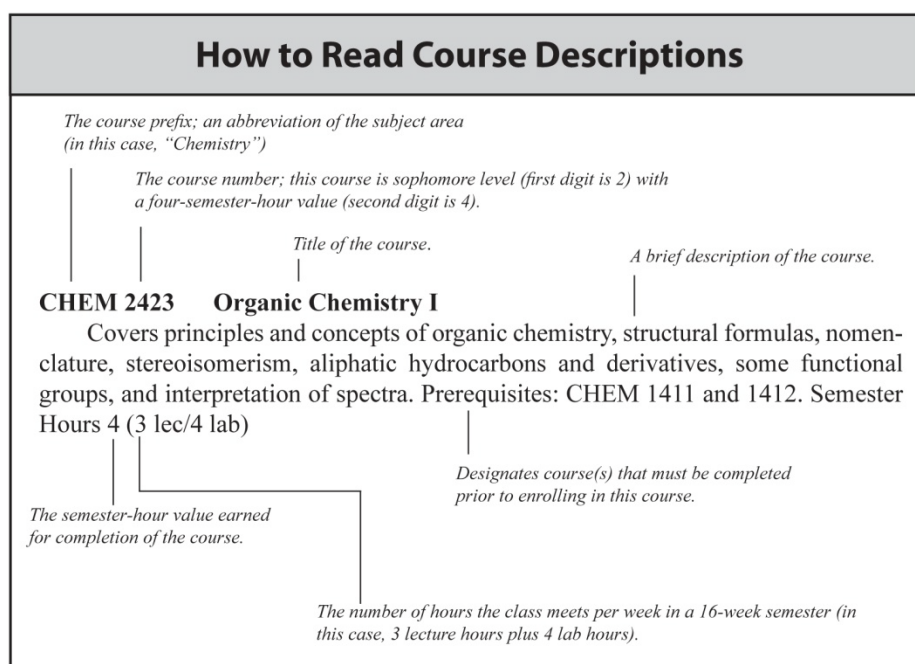 How to Read Course Descriptions
The course prefix; an abbreviation of the subject area
(in this case, “Chemistry”)
The course number; this course is sophomore level (first digit is 2) with
a four-semester-hour value (second digit is 4).
Title of the course.
A brief description of the course.
CHEM 2423 Organic Chemistry I
Covers principles and concepts of organic chemistry, structural formulas, nomen-
clature, stereoisomerism, aliphatic hydrocarbons and derivatives, some functional
groups, and interpretation of spectra. Prerequisites: CHEM 1411 and 1412. Semester
Hours 4 (3 lec/4 lab)
Designates course(s) that must be completed
prior to enrolling in this course.
The semester-hour value earned
for completion of the course.
The number of hours the class meets per week in a 16-week semester (in
this case, 3 lecture hours plus 4 lab hours).